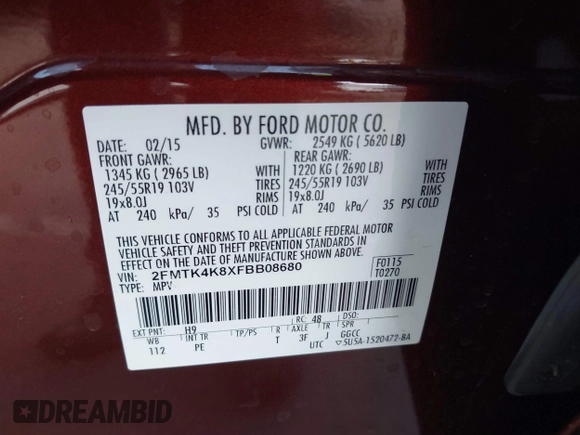 MFD. BY FORD MOTOR CO.
DATE: 02/15 GVWR: 2549 KG ( 5620 LB)
FRONT GAWR: REAR GAWR:
1345 KG ( 2965 LB) WITH 1220 KG ( 2690 LB) WITH
245/55R19 103V TIRES 245/55R19 103V TIRES
19x8.0J RIMS 19x8.0J RIMS
AT 240 kPa/ 35 PSI COLD AT 240 kPa/ 35 PSI COLD
THIS VEHICLE CONFORMS TO ALL APPLICABLE FEDERAL MOTOR
VEHICLE SAFETY AND THEFT PREVENTION STANDARDS IN
EFFECT ON THE DATE OF MANUFACTURE SHOWN ABOVE.
VIN: 2FMTK4K8XFBB08680 F0115
TYPE: MPV T0270
EXT PNT: H9 RC: 48 DSO:
WB INT TR TP/PS R AXLE TR SPR
112 PE T 3F J GGCC
UTC ▽5U5A-1520472-BA
DREAMBID